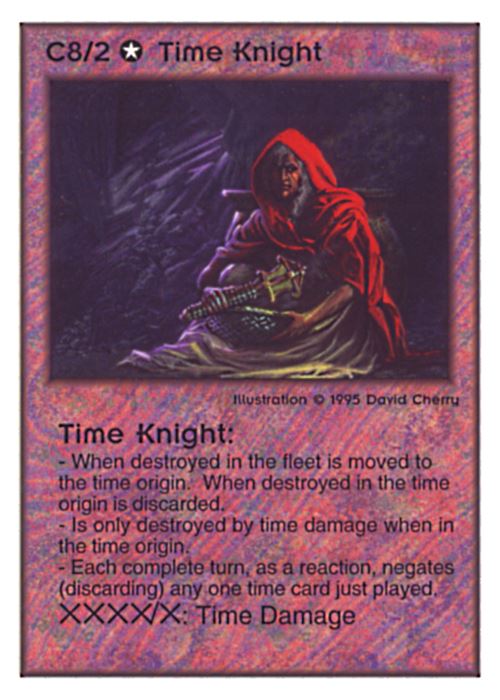 C8/2 ✪ Time Knight
Illustration © 1995 David Cherry
Time Knight:
- When destroyed in the fleet is moved to
the time origin. When destroyed in the time
origin is discarded.
- Is only destroyed by time damage when in
the time origin.
- Each complete turn, as a reaction, negates
(discarding) any one time card just played.
XXXX/X: Time Damage